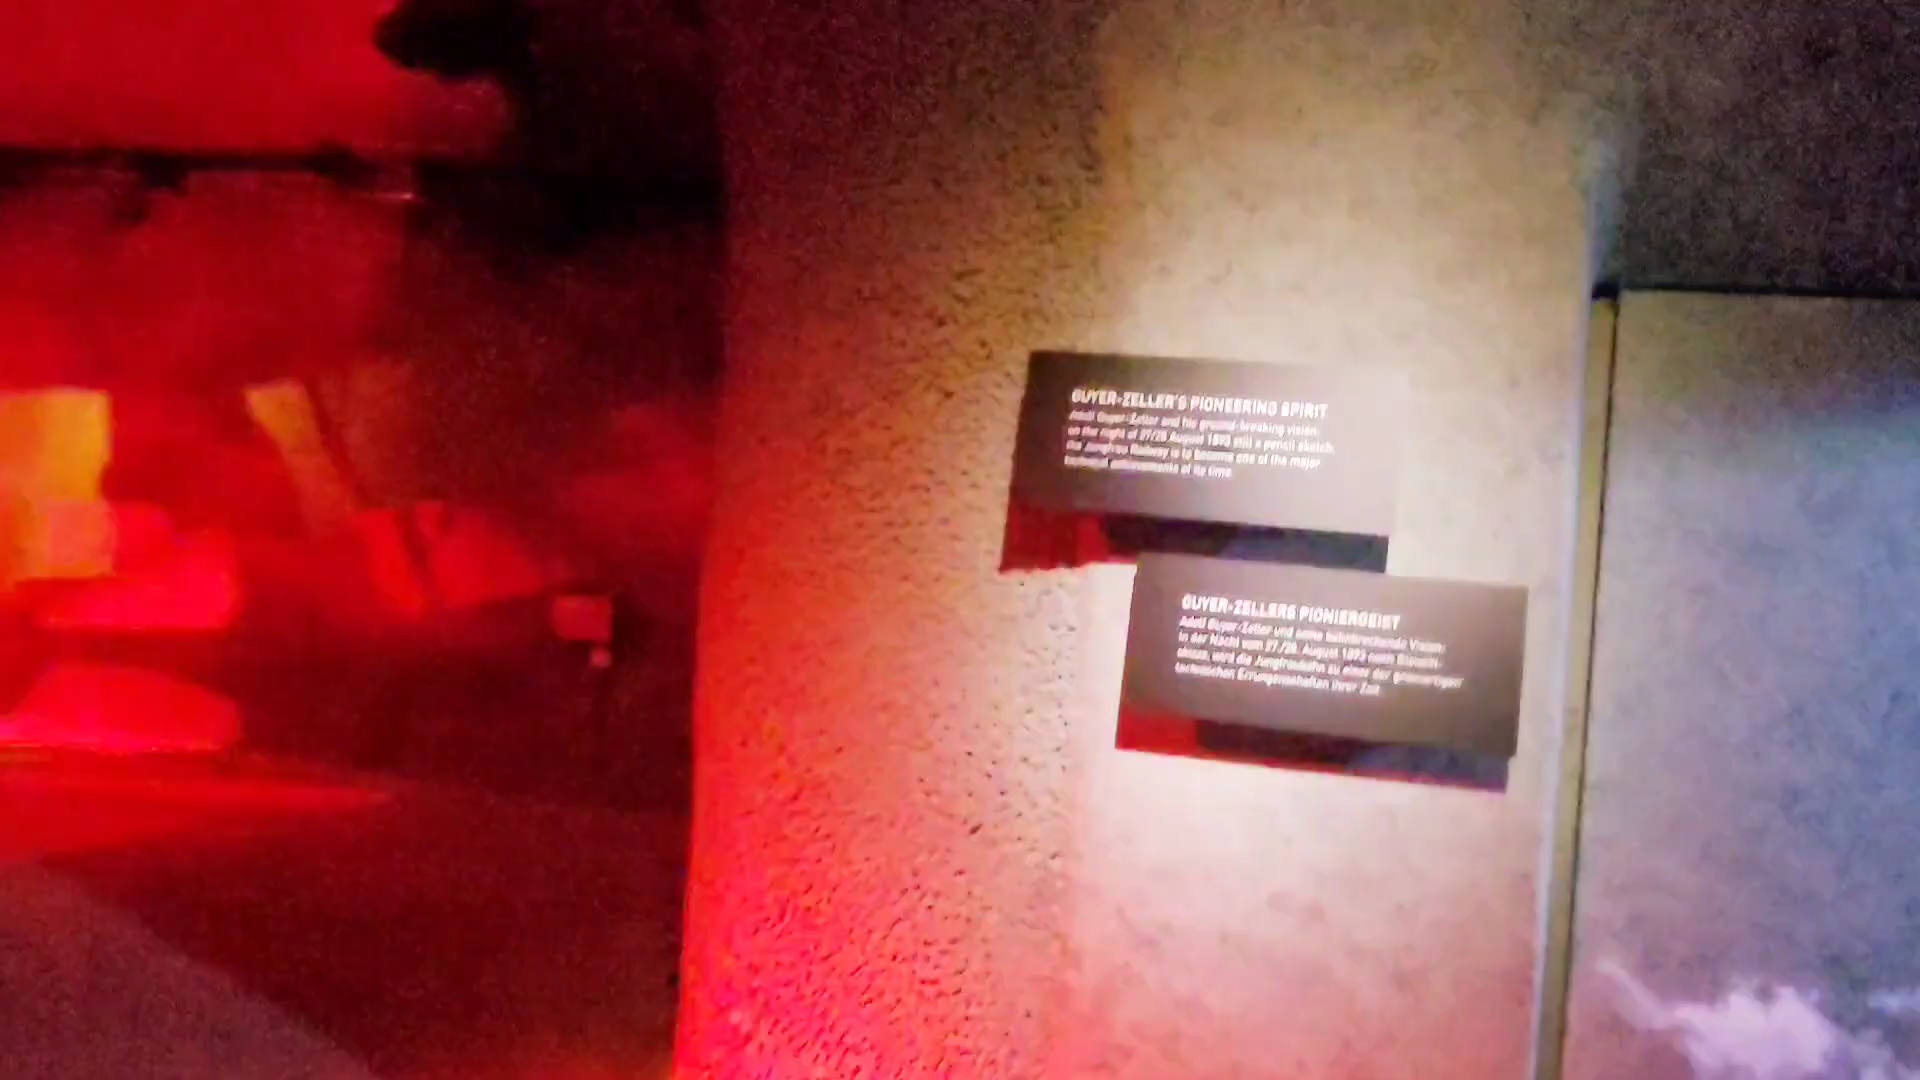 GUYER-ZELLER'S PIONEERING SPIRIT
Adolf Guyer-Zeller and his ground-breaking vision:
on the night of 27/28 August 1893 still a pencil sketch,
the Jungfrau Railway is to become one of the major
technical achievements of its time.
GUYER-ZELLERS PIONIERGEIST
Adolf Guyer-Zeller und seine bahnbrechende Vision:
In der Nacht vom 27./28. August 1893 noch
wird die Jungfraubahn zu einer der grossartigen
technischen Errungenschaften ihrer Zeit.